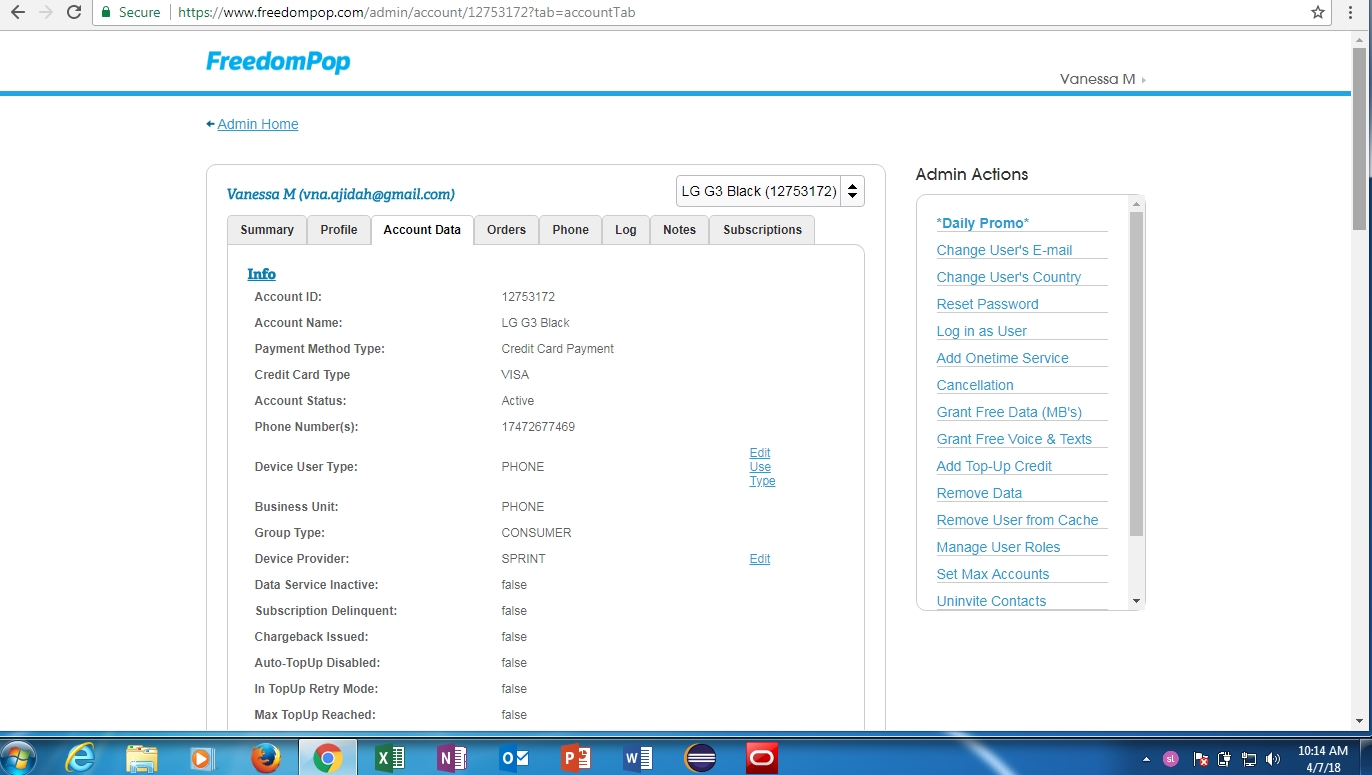 Secure
https://www.freedompop.com/admin/account/12753172?tab=accountTab
FreedomPop
Vanessa M
Admin Home
Vanessa M (vna.ajidah@gmail.com)
LG G3 Black (12753172)
Summary Profile Account Data Orders Phone Log Notes Subscriptions
Info
Account ID: 12753172
Account Name: LG G3 Black
Payment Method Type: Credit Card Payment
Credit Card Type VISA
Account Status: Active
Phone Number(s): 17472677469
Device User Type: PHONE
Edit
Use
Type
Business Unit: PHONE
Group Type: CONSUMER
Device Provider: SPRINT Edit
Data Service Inactive: false
Subscription Delinquent: false
Chargeback Issued: false
Auto-TopUp Disabled: false
In TopUp Retry Mode: false
Max TopUp Reached: false
Admin Actions
*Daily Promo*
Change User's E-mail
Change User's Country
Reset Password
Log in as User
Add Onetime Service
Cancellation
Grant Free Data (MB's)
Grant Free Voice & Texts
Add Top-Up Credit
Remove Data
Remove User from Cache
Manage User Roles
Set Max Accounts
Uninvite Contacts
sl
10:14 AM
4/7/18